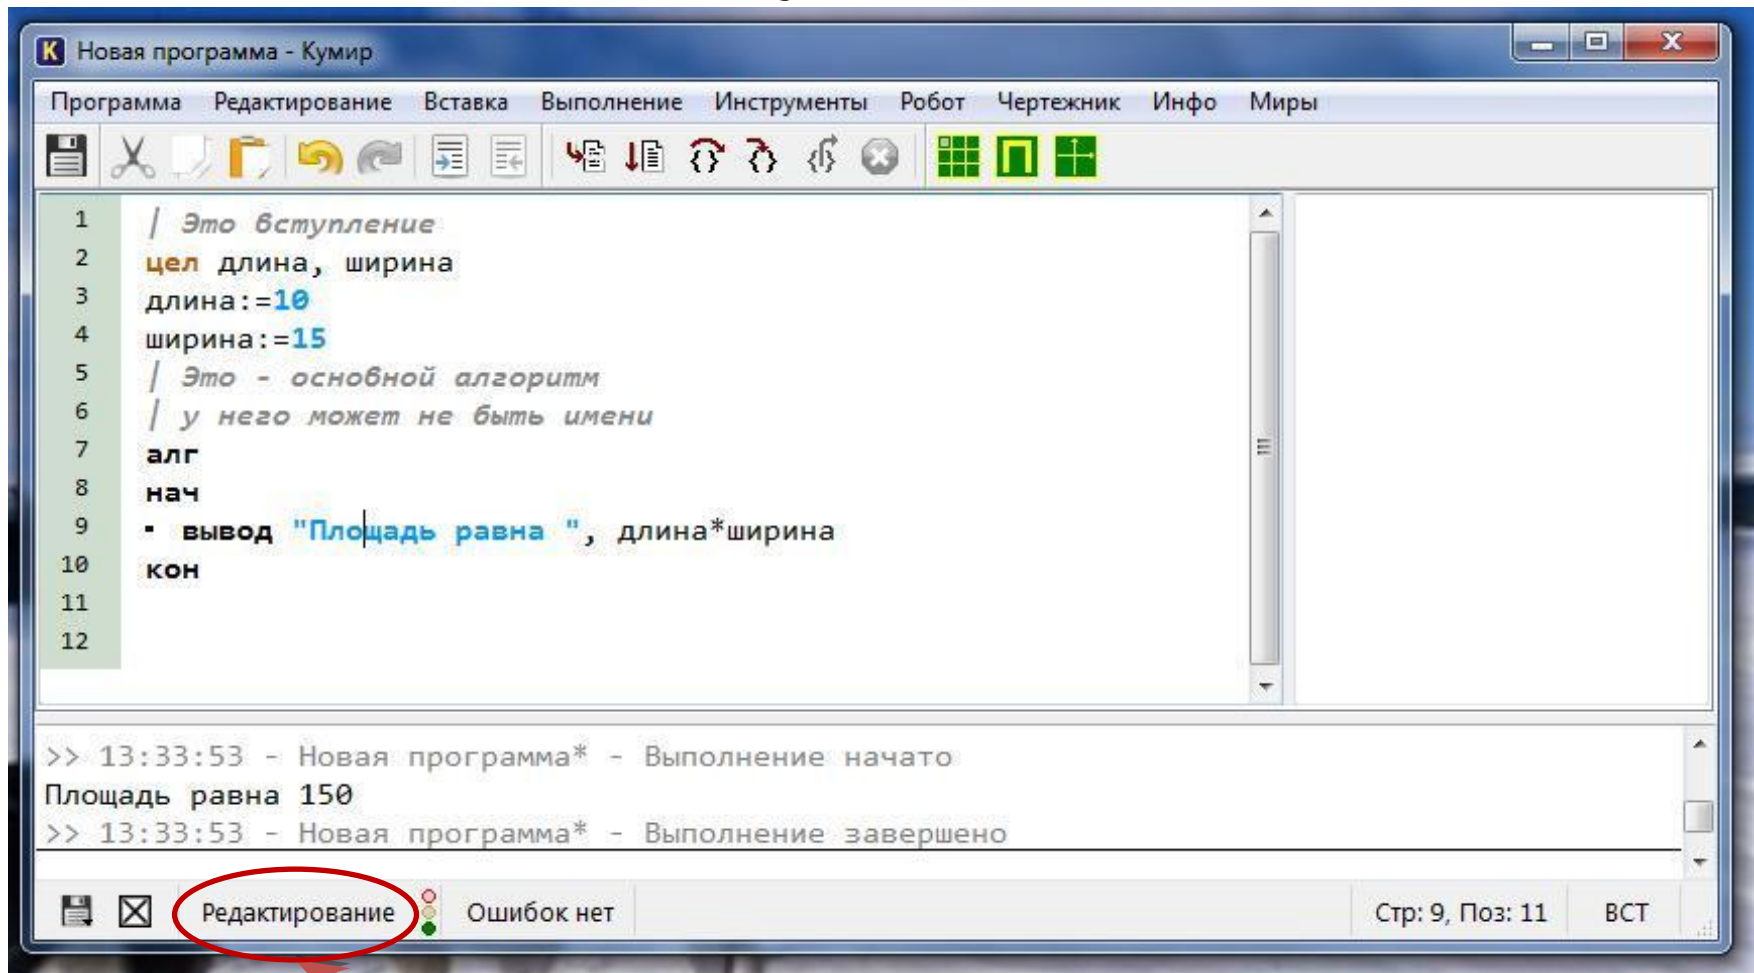 Новая программа - Кумир
Программа Редактирование Вставка Выполнение Инструменты Робот Чертежник Инфо Миры
1 | Это вступление
2 цел длина, ширина
3 длина:=10
4 ширина:=15
5 | Это - основной алгоритм
6 | у него может не быть имени
7 алг
8 нач
9 ▪ вывод "Площадь равна ", длина*ширина
10 кон
11
12
>> 13:33:53 - Новая программа* - Выполнение начато
Площадь равна 150
>> 13:33:53 - Новая программа* - Выполнение завершено
Редактирование Ошибок нет Стр: 9, Поз: 11 ВСТ